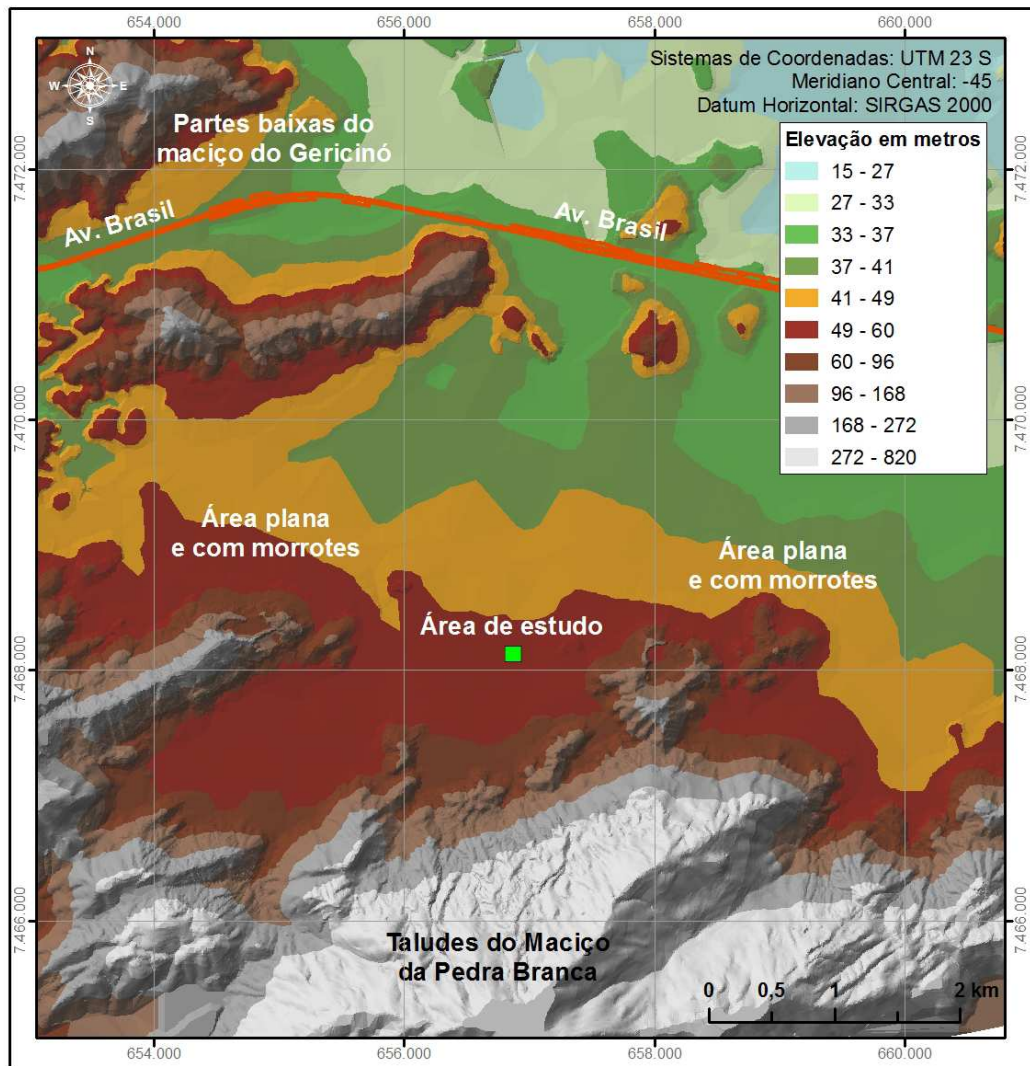 654.000 656.000 658.000 660.000
Sistemas de Coordenadas: UTM 23 S
Meridiano Central: -45
Datum Horizontal: SIRGAS 2000
N
W E
S
Partes baixas do
maciço do Gericinó
Elevação em metros
15 - 27
27 - 33
33 - 37
37 - 41
41 - 49
49 - 60
60 - 96
96 - 168
168 - 272
272 - 820
7.472.000 7.472.000
Av. Brasil Av. Brasil
7.470.000 7.470.000
Área plana
e com morrotes
Área plana
e com morrotes
Área de estudo
7.468.000 7.468.000
7.466.000 7.466.000
Taludes do Maciço
da Pedra Branca
0 0,5 1 2 km
654.000 656.000 658.000 660.000